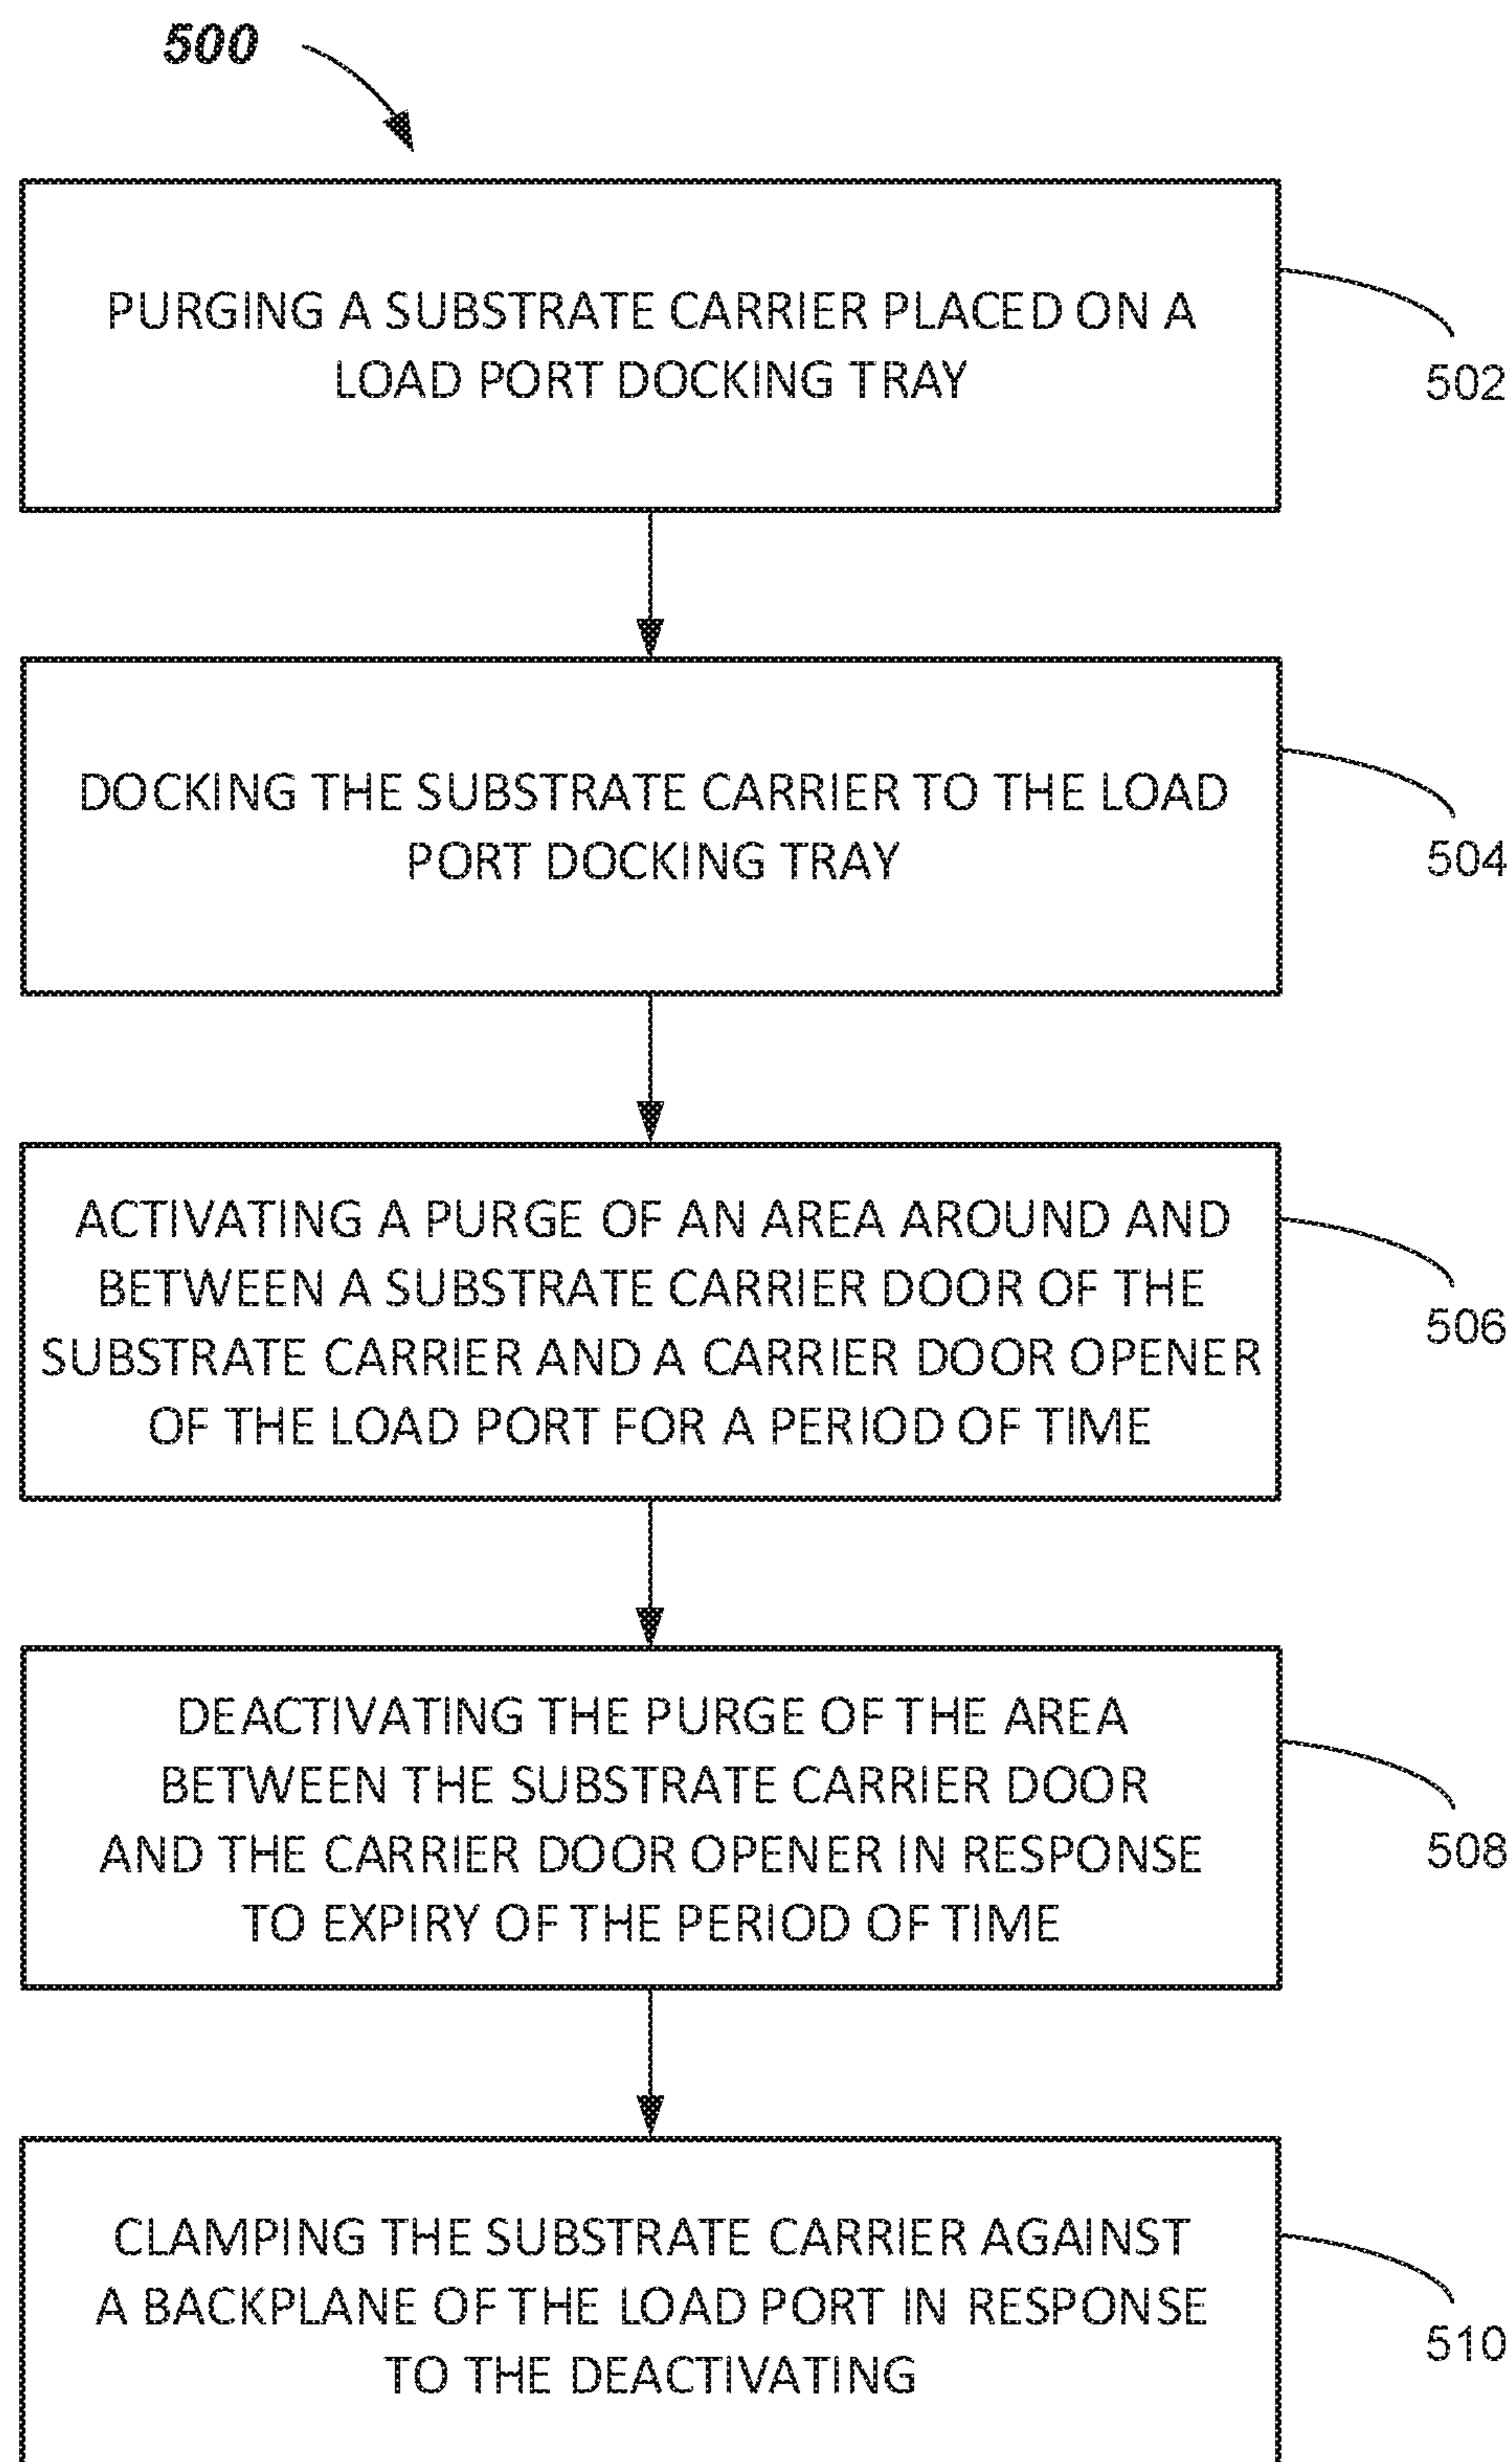 500
PURGING A SUBSTRATE CARRIER PLACED ON A
LOAD PORT DOCKING TRAY
502
DOCKING THE SUBSTRATE CARRIER TO THE LOAD
PORT DOCKING TRAY
504
ACTIVATING A PURGE OF AN AREA AROUND AND
BETWEEN A SUBSTRATE CARRIER DOOR OF THE
SUBSTRATE CARRIER AND A CARRIER DOOR OPENER
OF THE LOAD PORT FOR A PERIOD OF TIME
506
DEACTIVATING THE PURGE OF THE AREA
BETWEEN THE SUBSTRATE CARRIER DOOR
AND THE CARRIER DOOR OPENER IN RESPONSE
TO EXPIRY OF THE PERIOD OF TIME
508
CLAMPING THE SUBSTRATE CARRIER AGAINST
A BACKPLANE OF THE LOAD PORT IN RESPONSE
TO THE DEACTIVATING
510